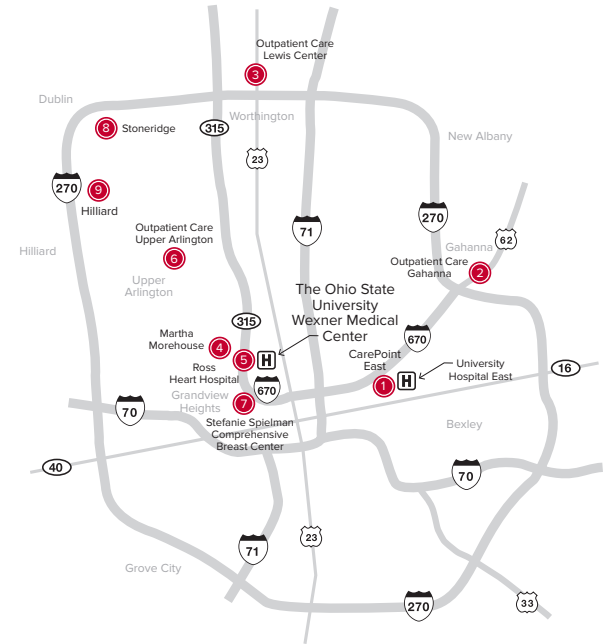 Outpatient Care
Lewis Center
3
Dublin
Worthington
8
Stoneridge
315
New Albany
23
270
9
Hilliard
270
71
Outpatient Care
Upper Arlington
6
62
Hilliard
Gahanna
Outpatient Care
Gahanna
2
Upper
Arlington
The Ohio State
University
Wexner Medical
Center
315
670
Martha
Morehouse
4
5
H
Ross
Heart Hospital
CarePoint
East
1
H
University
Hospital East
16
670
Grandview
Heights
7
70
Stefanie Spielman
Comprehensive
Breast Center
Bexley
40
70
23
71
Grove City
270
33